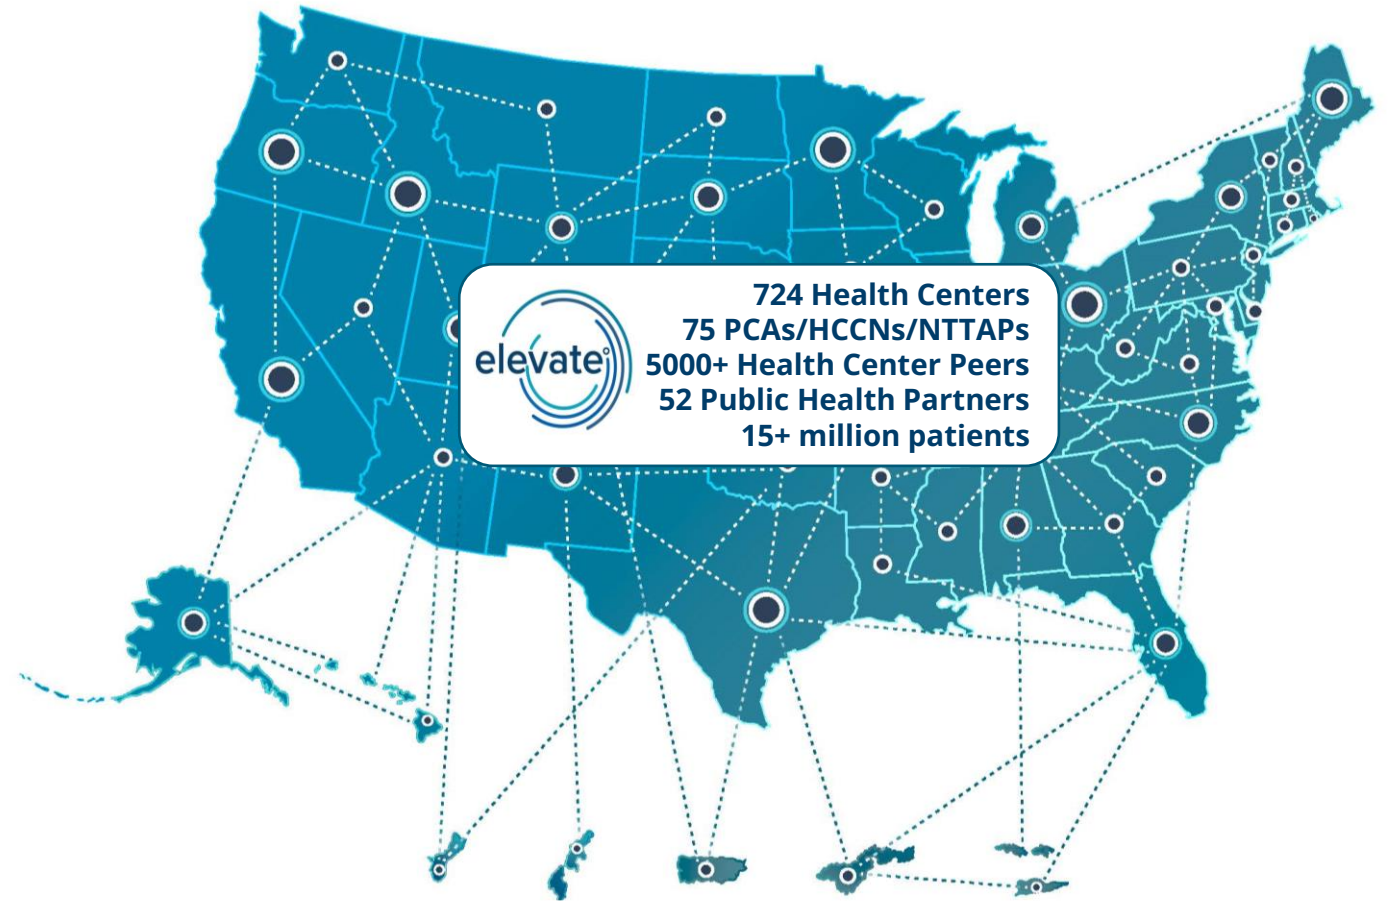 elevate
724 Health Centers
75 PCAs/HCCNs/NTTAPs
5000+ Health Center Peers
52 Public Health Partners
15+ million patients